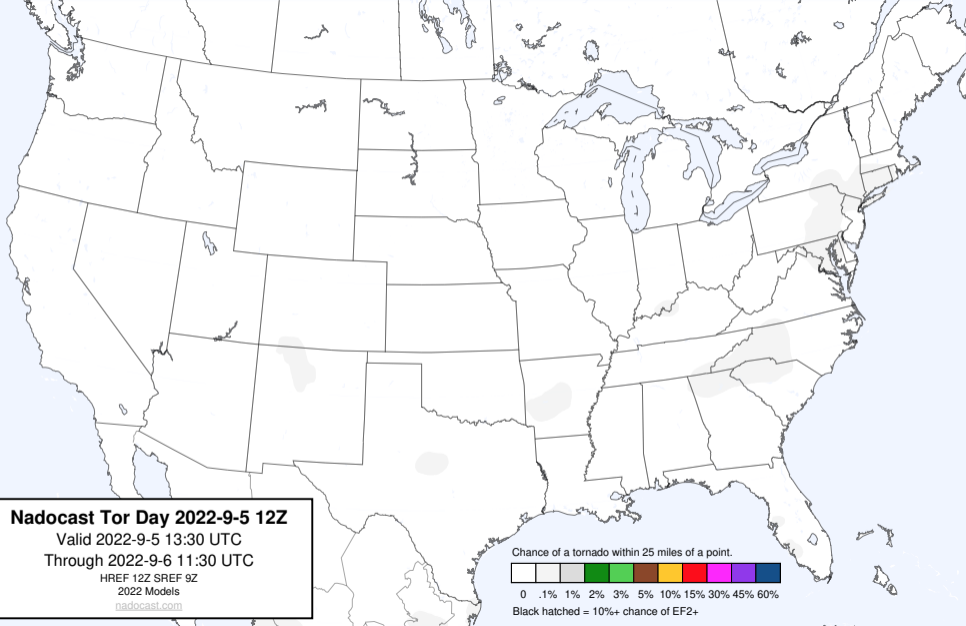 Nadocast Tor Day 2022-9-5 12Z
Valid 2022-9-5 13:30 UTC
Through 2022-9-6 11:30 UTC
HREF 12Z SREF 9Z
2022 Models
nadocast.com
Chance of a tornado within 25 miles of a point.
0 .1% 1% 2% 3% 5% 10% 15% 30% 45% 60%
Black hatched = 10%+ chance of EF2+